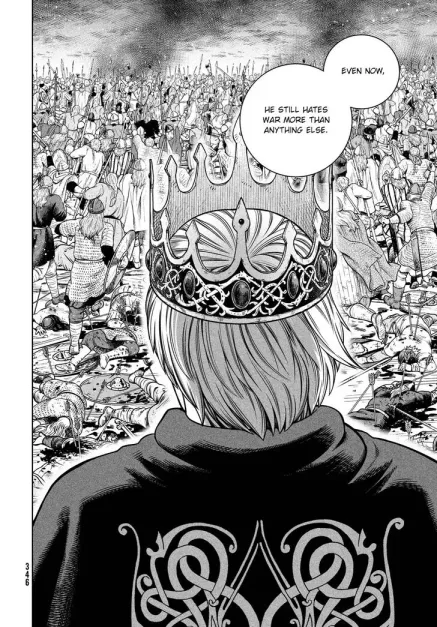 EVEN NOW,
HE STILL HATES
WAR MORE THAN
ANYTHING ELSE.
346